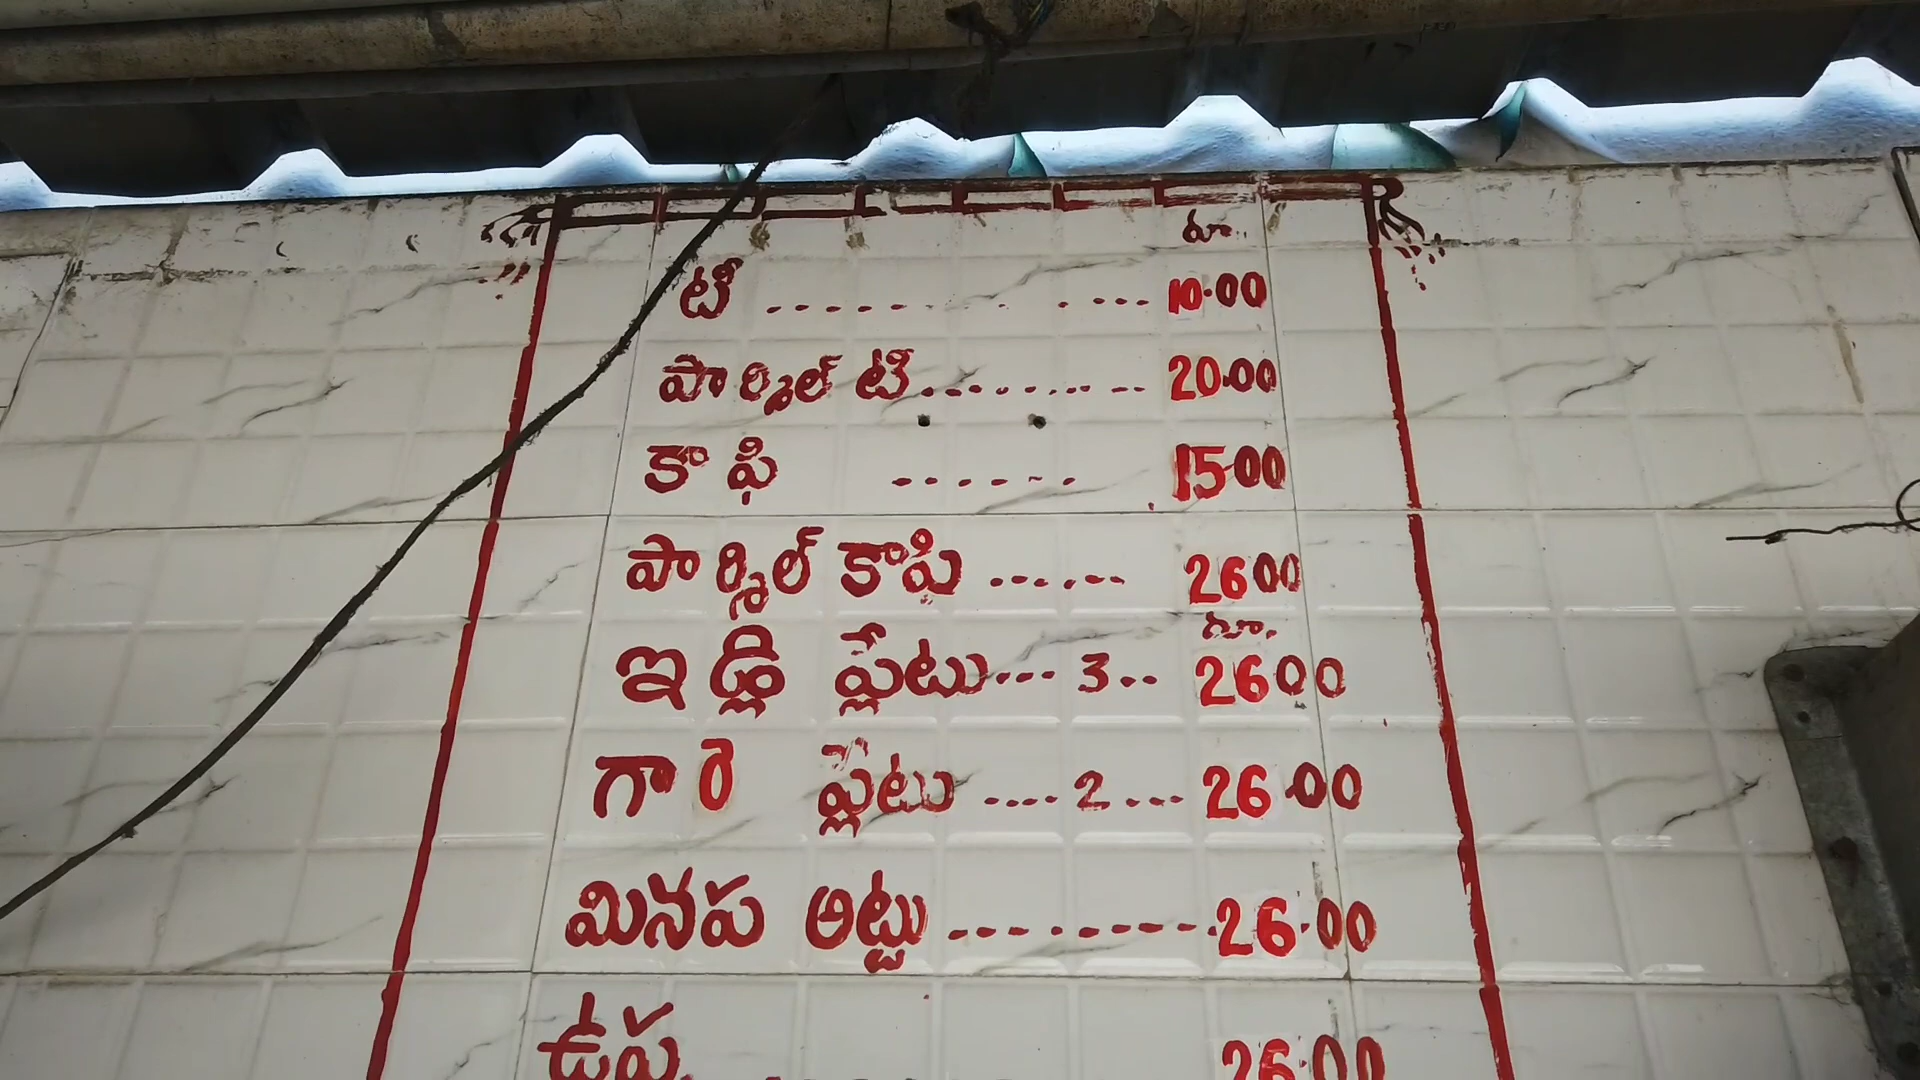 రూ..
టీ .............. 10.00
పార్శిల్ టీ .......... 20.00
కాఫి ...... 15.00
పార్శిల్ కాపి ...... 26 00
రూ.
ఇడ్లి ప్లేటు... 3.. 26 00
గారె ప్లేటు .... 2 ... 26.00
మినప అట్టు ......... 26.00
26.00